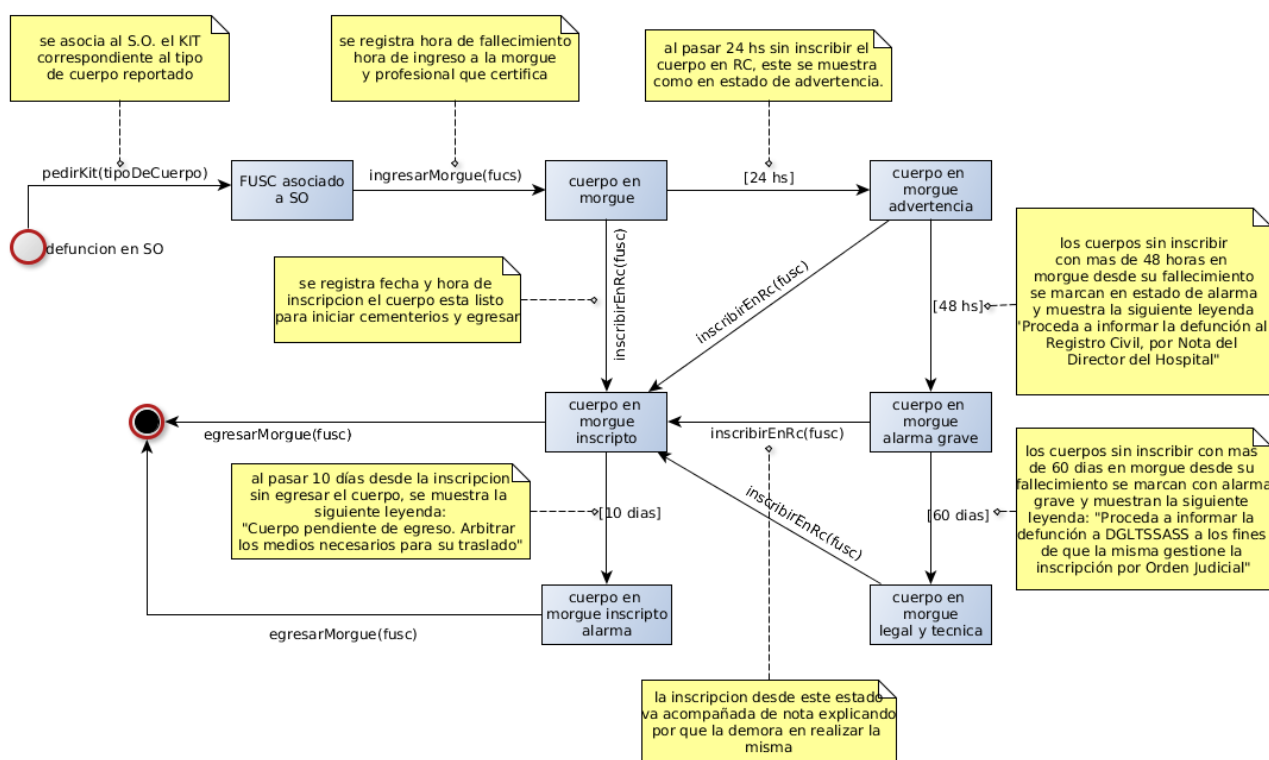 se asocia al S.O. el KIT
correspondiente al tipo
de cuerpo reportado
se registra hora de fallecimiento
hora de ingreso a la morgue
y profesional que certifica
al pasar 24 hs sin inscribir el
cuerpo en RC, este se muestra
como en estado de advertencia.
pedirKit(tipoDeCuerpo)
FUSC asociado
a SO
ingresarMorgue(fucs)
cuerpo en
morgue
[24 hs]
cuerpo en
morgue
advertencia
defuncion en SO
se registra fecha y hora de
inscripcion el cuerpo esta listo
para iniciar cementerios y egresar
inscribirEnRc(fusc)
inscribirEnRc(fusc)
[48 hs]
los cuerpos sin inscribir
con mas de 48 horas en
morgue desde su fallecimiento
se marcan en estado de alarma
y muestra la siguiente leyenda
"Proceda a informar la defunción al
Registro Civil, por Nota del
Director del Hospital"
egresarMorgue(fusc)
cuerpo en
morgue
inscripto
inscribirEnRc(fusc)
cuerpo en
morgue
alarma grave
al pasar 10 días desde la inscripcion
sin egresar el cuerpo, se muestra la
siguiente leyenda:
"Cuerpo pendiente de egreso. Arbitrar
los medios necesarios para su traslado"
[10 dias]
inscribirEnRc(fusc)
[60 dias]
los cuerpos sin inscribir con mas
de 60 dias en morgue desde su
fallecimiento se marcan con alarma
grave y muestran la siguiente
leyenda: "Proceda a informar la
defunción a DGLTSSASS a los fines
de que la misma gestione la
inscripción por Orden Judicial"
egresarMorgue(fusc)
cuerpo en
morgue inscripto
alarma
cuerpo en
morgue
legal y tecnica
la inscripcion desde este estado
va acompañada de nota explicando
por que la demora en realizar la
misma